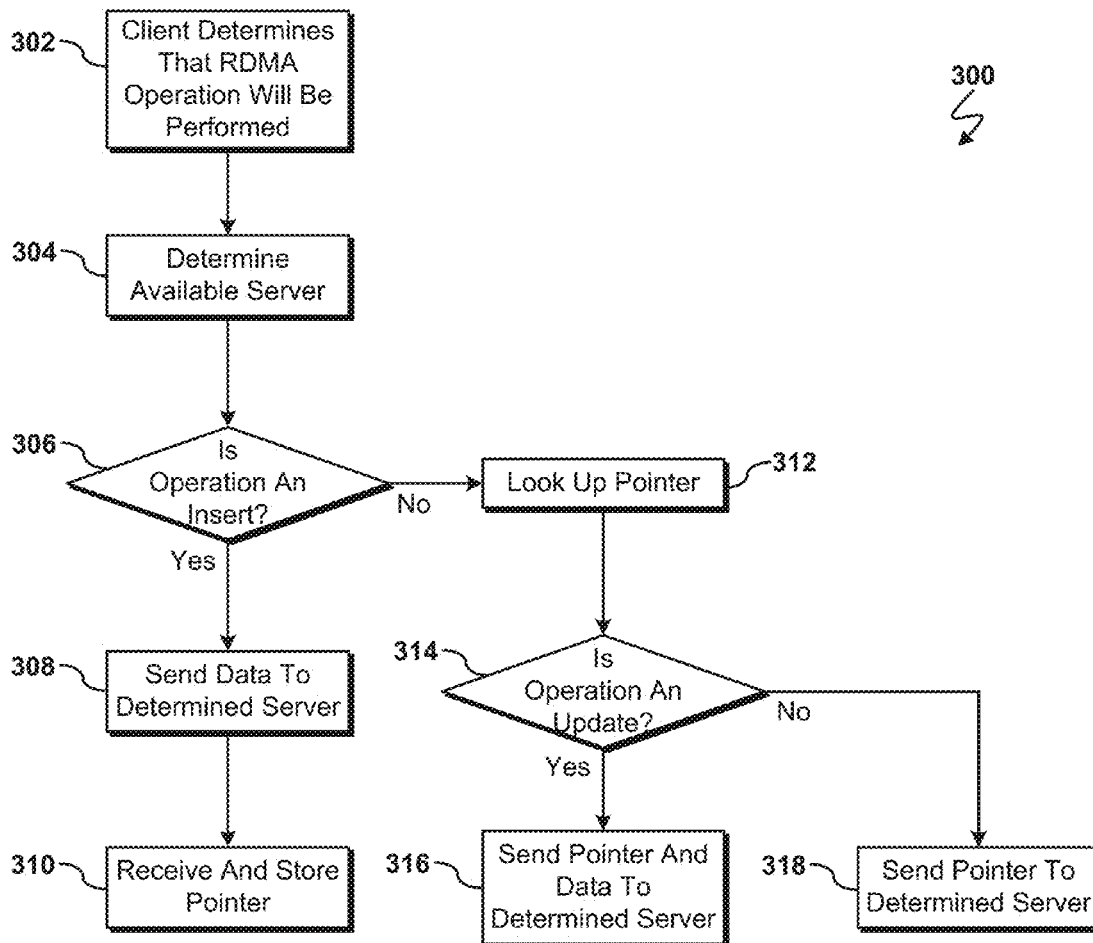 302
Client Determines
That RDMA
Operation Will Be
Performed
300
304
Determine
Available Server
306
Is
Operation An
Insert?
No
Yes
Look Up Pointer
312
308
Send Data To
Determined Server
314
Is
Operation An
Update?
No
Yes
310
Receive And Store
Pointer
316
Send Pointer And
Data To
Determined Server
318
Send Pointer To
Determined Server